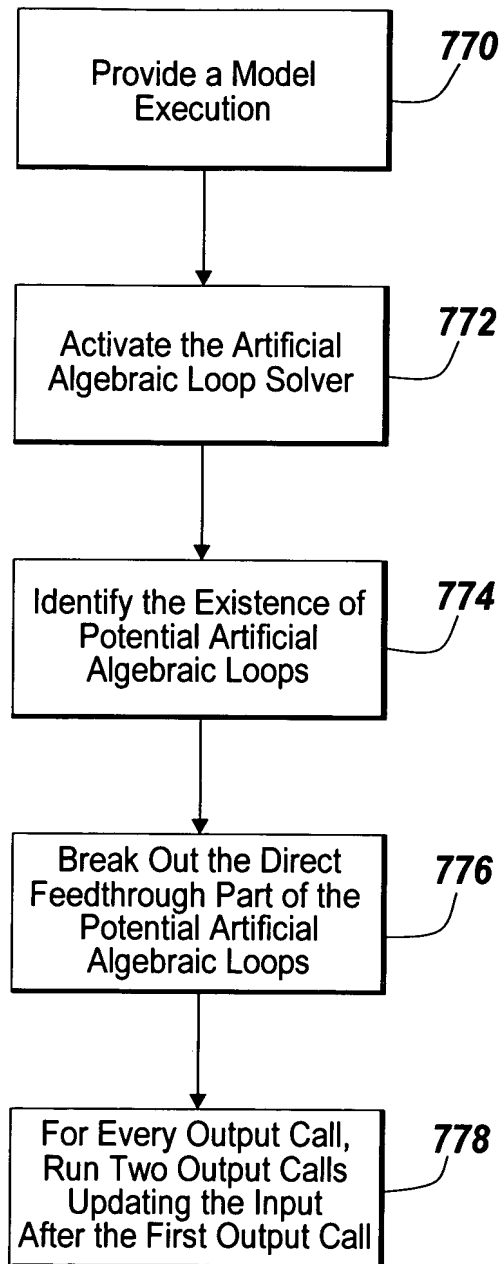 770
Provide a Model
Execution
772
Activate the Artificial
Algebraic Loop Solver
774
Identify the Existence of
Potential Artificial
Algebraic Loops
776
Break Out the Direct
Feedthrough Part of the
Potential Artificial
Algebraic Loops
778
For Every Output Call,
Run Two Output Calls
Updating the Input
After the First Output Call